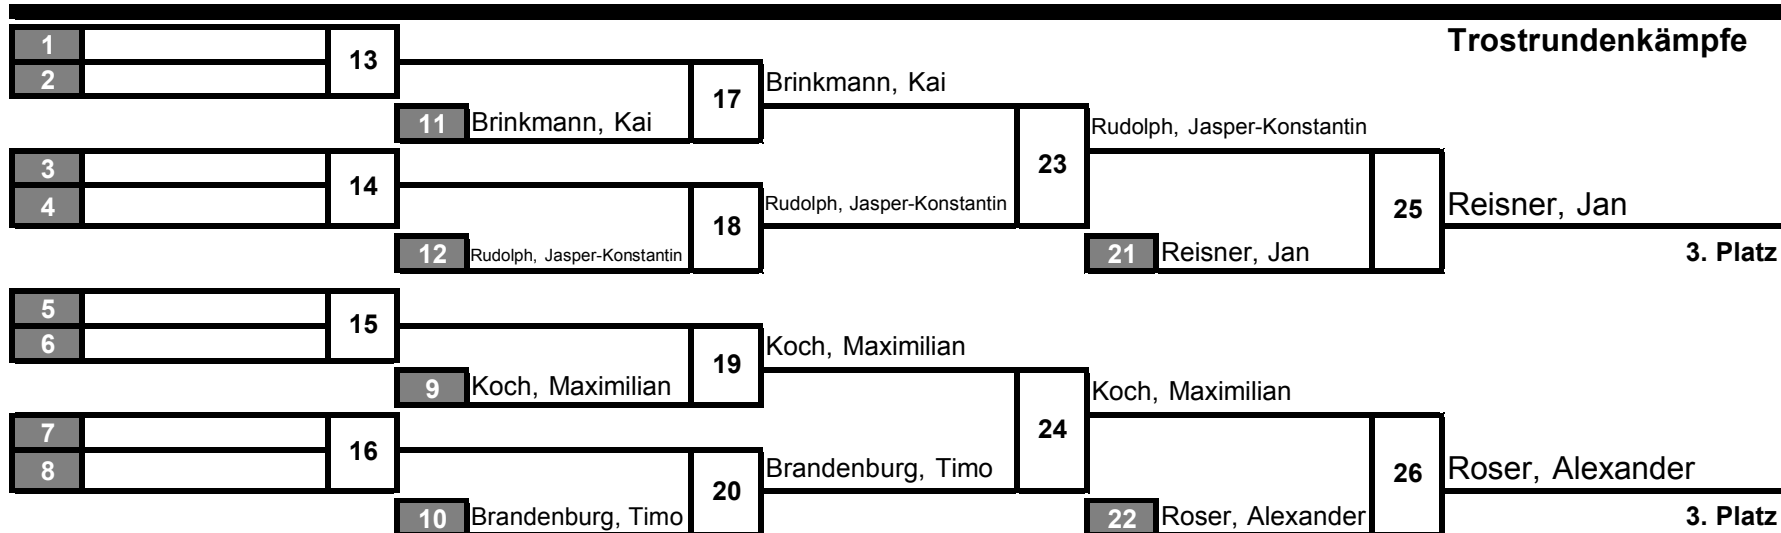 Trostrundenkämpfe
1
13
2
Brinkmann, Kai
17
11 Brinkmann, Kai
Rudolph, Jasper-Konstantin
3
23
14
4
Rudolph, Jasper-Konstantin
25 Reisner, Jan
18
12 Rudolph, Jasper-Konstantin
21 Reisner, Jan
3. Platz
5
15
6
Koch, Maximilian
19
9 Koch, Maximilian
Koch, Maximilian
7
24
16
8
Brandenburg, Timo
26 Roser, Alexander
20
10 Brandenburg, Timo
22 Roser, Alexander
3. Platz